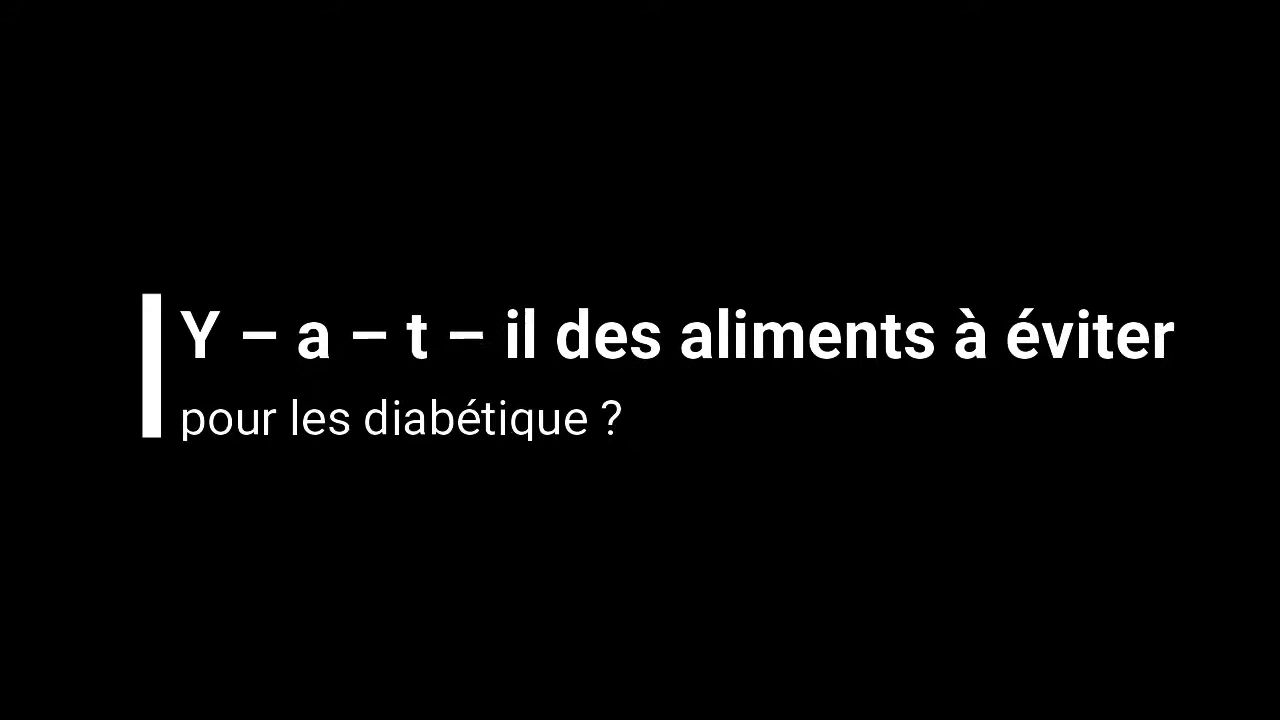 Y – a – t – il des aliments à éviter
pour les diabétique ?